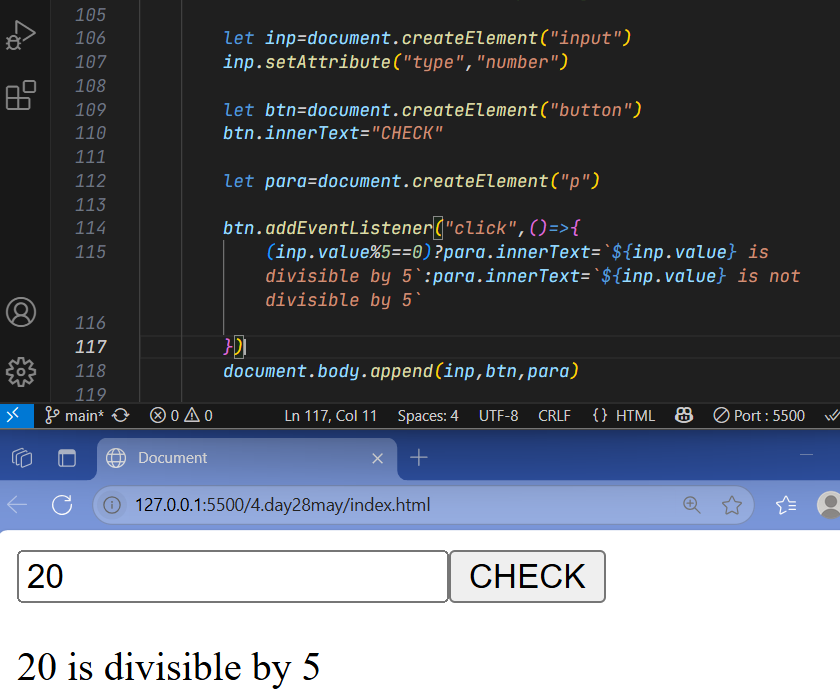 105
106 let inp=document.createElement("input")
107 inp.setAttribute("type","number")
108
109 let btn=document.createElement("button")
110 btn.innerText="CHECK"
111
112 let para=document.createElement("p")
113
114 btn.addEventListener("click",()=>{
115 (inp.value%5==0)?para.innerText=`${inp.value} is
divisible by 5`:para.innerText=`${inp.value} is not
divisible by 5`
116
117 })
118 document.body.append(inp,btn,para)
119
main* 0 0 Ln 117, Col 11 Spaces: 4 UTF-8 CRLF {} HTML Port : 5500
Document
127.0.0.1:5500/4.day28may/index.html
20 CHECK
20 is divisible by 5